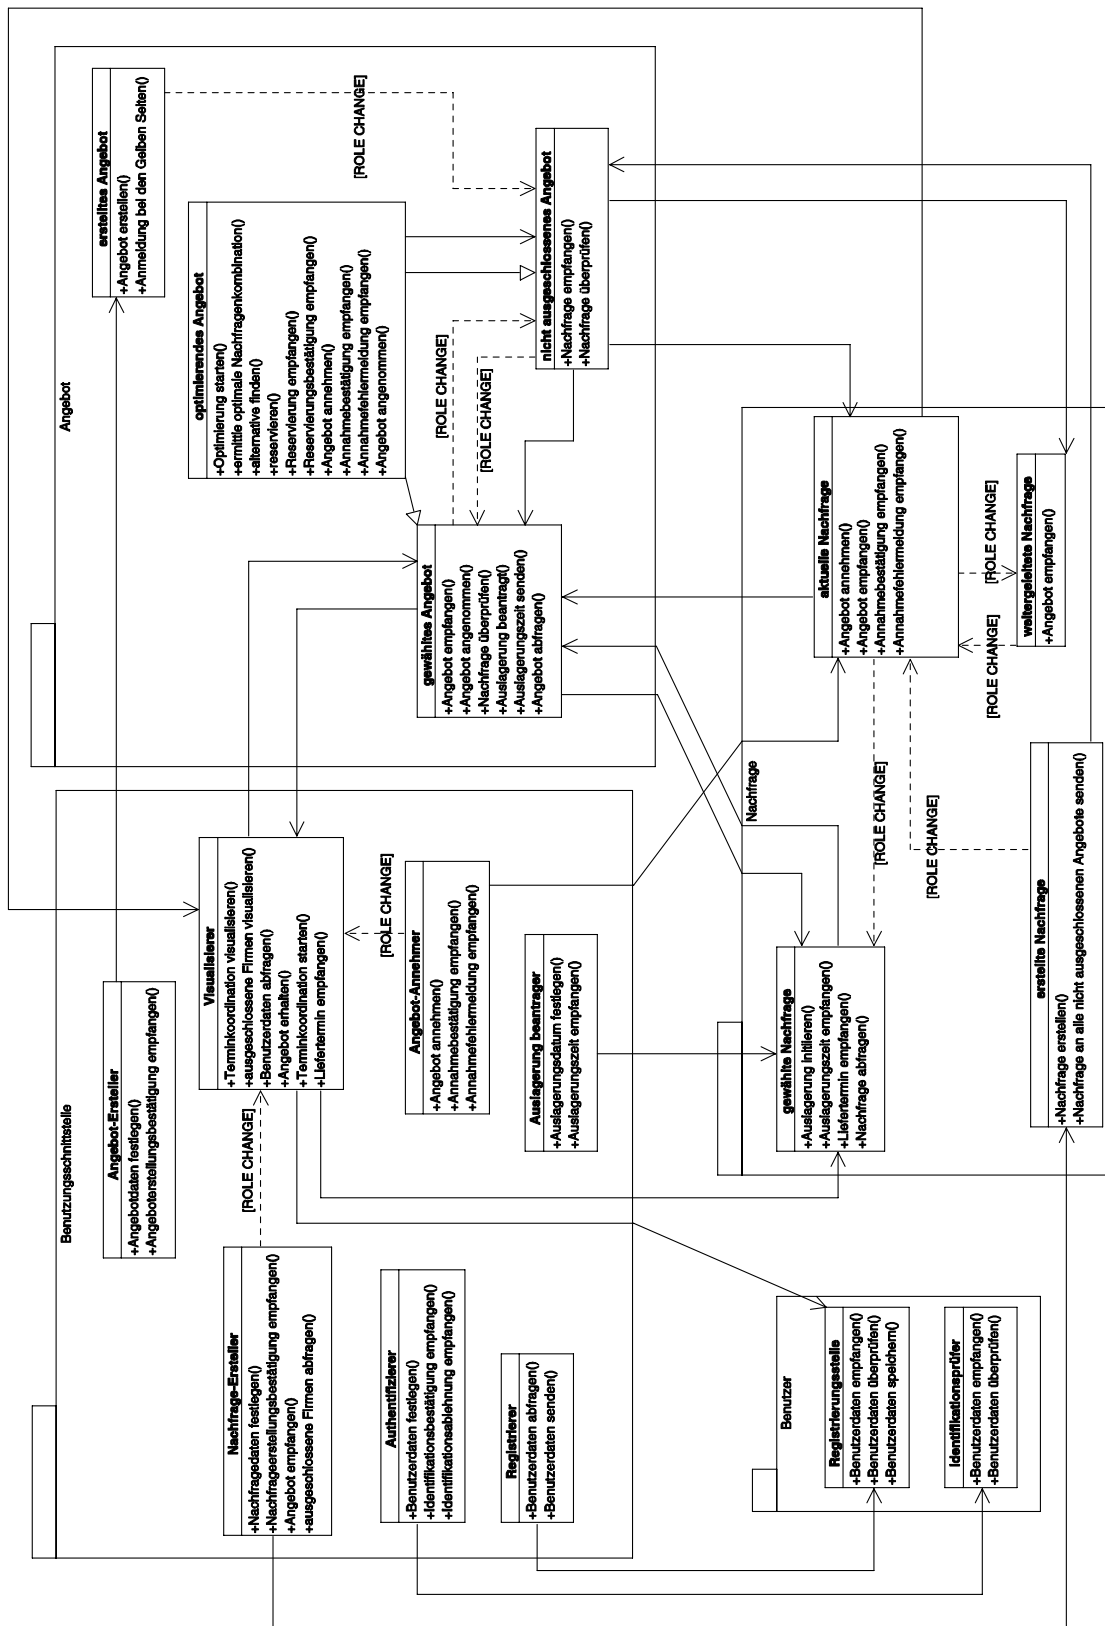 Benutzungsschnittstelle
Nachfrage-Ersteller
+Nachfragedaten festlegen()
+Nachfrageerstellungsbestätigung empfangen()
+Angebot empfangen()
+ausgeschlossene Firmen abfragen()
Authentifizierer
+Benutzerdaten festlegen()
+Identifikationsbestätigung empfangen()
+Identifikationsablehnung empfangen()
Registrierer
+Benutzerdaten abfragen()
+Benutzerdaten senden()
Angebot-Ersteller
+Angebotdaten festlegen()
+Angeboterstellungsbestätigung empfangen()
[ROLE CHANGE]
Visualisierer
+Terminkoordination visualisieren()
+ausgeschlossene Firmen visualisieren()
+Benutzerdaten abfragen()
+Angebot erhalten()
+Terminkoordination starten()
+Liefertermin empfangen()
[ROLE CHANGE]
Angebot-Annehmer
+Angebot annehmen()
+Annahmebestätigung empfangen()
+Annahmefehlermeldung empfangen()
Auslagerung beantrager
+Auslagerungsdatum festlegen()
+Auslagerungszeit empfangen()
Benutzer
Registrierungsstelle
+Benutzerdaten empfangen()
+Benutzerdaten überprüfen()
+Benutzerdaten speichern()
Identifikationsprüfer
+Benutzerdaten empfangen()
+Benutzerdaten überprüfen()
Angebot
erstelltes Angebot
+Angebot erstellen()
+Anmeldung bei den Gelben Seiten()
optimierendes Angebot
+Optimierung starten()
+ermittle optimale Nachfragenkombination()
+alternative finden()
+reservieren()
+Reservierung empfangen()
+Reservierungsbestätigung empfangen()
+Angebot annehmen()
+Annahmebestätigung empfangen()
+Annahmefehlermeldung empfangen()
+Angebot angenommen()
[ROLE CHANGE]
[ROLE CHANGE]
[ROLE CHANGE]
gewähltes Angebot
+Angebot empfangen()
+Angebot angenommen()
+Nachfrage überprüfen()
+Auslagerung beantragt()
+Auslagerungszeit senden()
+Angebot abfragen()
nicht ausgeschlossenes Angebot
+Nachfrage empfangen()
+Nachfrage überprüfen()
Nachfrage
gewählte Nachfrage
+Auslagerung initiieren()
+Auslagerungszeit empfangen()
+Liefertermin empfangen()
+Nachfrage abfragen()
aktuelle Nachfrage
+Angebot annehmen()
+Angebot empfangen()
+Annahmebestätigung empfangen()
+Annahmefehlermeldung empfangen()
[ROLE CHANGE]
[ROLE CHANGE]
[ROLE CHANGE]
[ROLE CHANGE]
weitergeleitete Nachfrage
+Angebot empfangen()
erstellte Nachfrage
+Nachfrage erstellen()
+Nachfrage an alle nicht ausgeschlossenen Angebote senden()